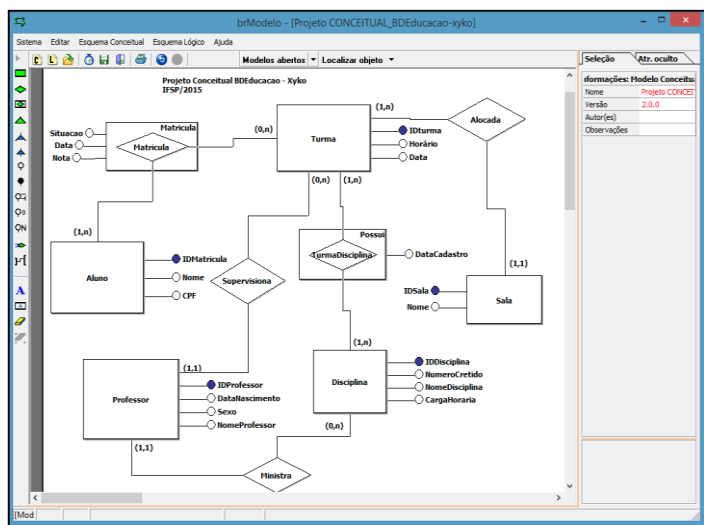 brModelo - [Projeto CONCEITUAL_BDEducacao-xyko]
Sistema Editar Esquema Conceitual Esquema Lógico Ajuda
C L Modelos abertos Localizar objeto
Seleção Atr. oculto
nformações: Modelo Conceitua
Nome Projeto CONCEIT
Versão 2.0.0
Autor(es)
Observações
Projeto Conceitual BDEducacao - Xyko
IFSP/2015
(1,n)
Alocada
Matricula
Situacao
Data
Nota
Matricula
(0,n)
Turma
IDturma
Horário
Data
(0,n) (1,n)
Possui
TurmaDisciplina
DataCadastro
(1,n)
Aluno
IDMatricula
Nome
CPF
Supervisiona
(1,1)
IDSala
Nome
Sala
(1,n)
(1,1)
Professor
IDProfessor
DataNascimento
Sexo
NomeProfessor
Disciplina
IDDisciplina
NumeroCretido
NomeDisciplina
CargaHoraria
(1,1)
(0,n)
Ministra
A
[Mod